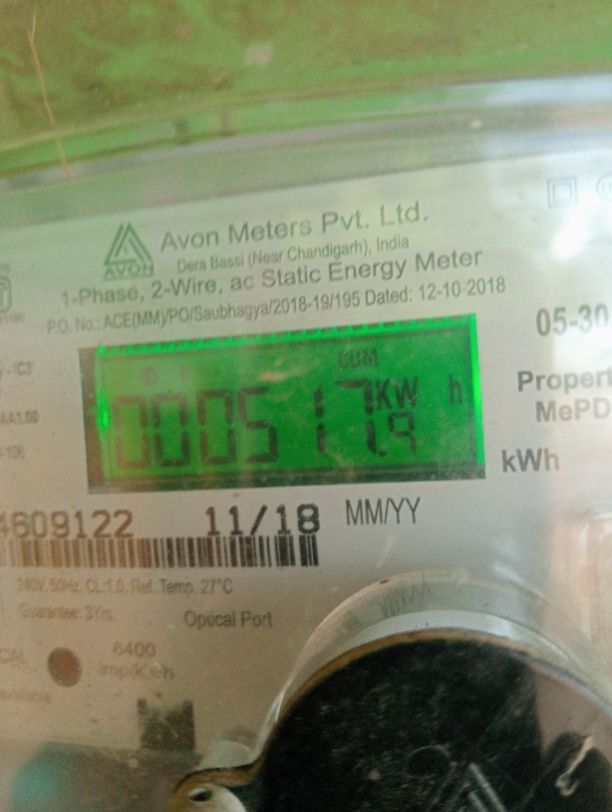 Avon Meters Pvt. Ltd.
AVON
Dera Bassi (Near Chandigarh), India
1-Phase, 2-Wire, ac Static Energy Meter
P.O. No.: ACE(MM)/PO/Saubhagya/2018-19/195 Dated: 12-10-2018
05-30
CUM
000517.9 KW h
Propert
MePD
kWh
4609122 11/18 MM/YY
240V, 50Hz, CL:1.0, Ref. Temp. 27°C
Guarantee: 3Yrs. Optical Port
CAL 6400
imp/kWh